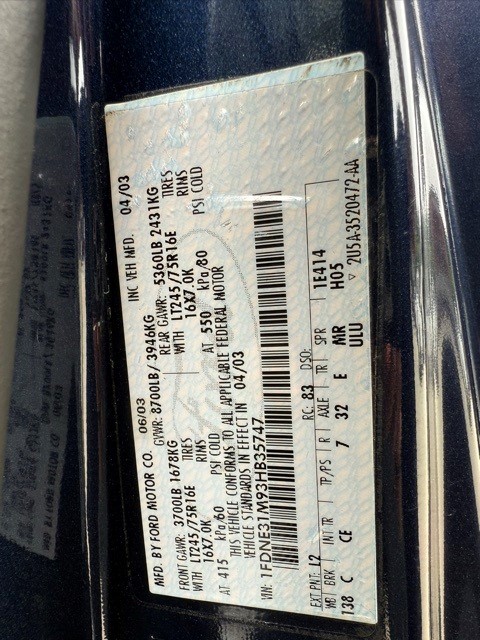 MFD. BY FORD MOTOR CO. 06/03 INC VEH MFD. 04/03
GVWR: 8700LB/ 3946KG
FRONT GAWR: 3700LB 1678KG REAR GAWR: 5360LB 2431KG
WITH LT245/75R16E TIRES WITH LT245/75R16E TIRES
16X7.0K RIMS 16X7.0K RIMS
AT 415 kPa/60 PSI COLD AT 550 kPa/80 PSI COLD
THIS VEHICLE CONFORMS TO ALL APPLICABLE FEDERAL MOTOR
VEHICLE STANDARDS IN EFFECT IN 04/03
VIN: 1FDNE31M93HB35747
EXT PNT: L2 RC: 83 DSO:
WB BRK INT TR TP/PS R AXLE TR SPR 1E414
138 C CE 7 32 E MR H05
ULU ▽ 2U5A-3520472-AA